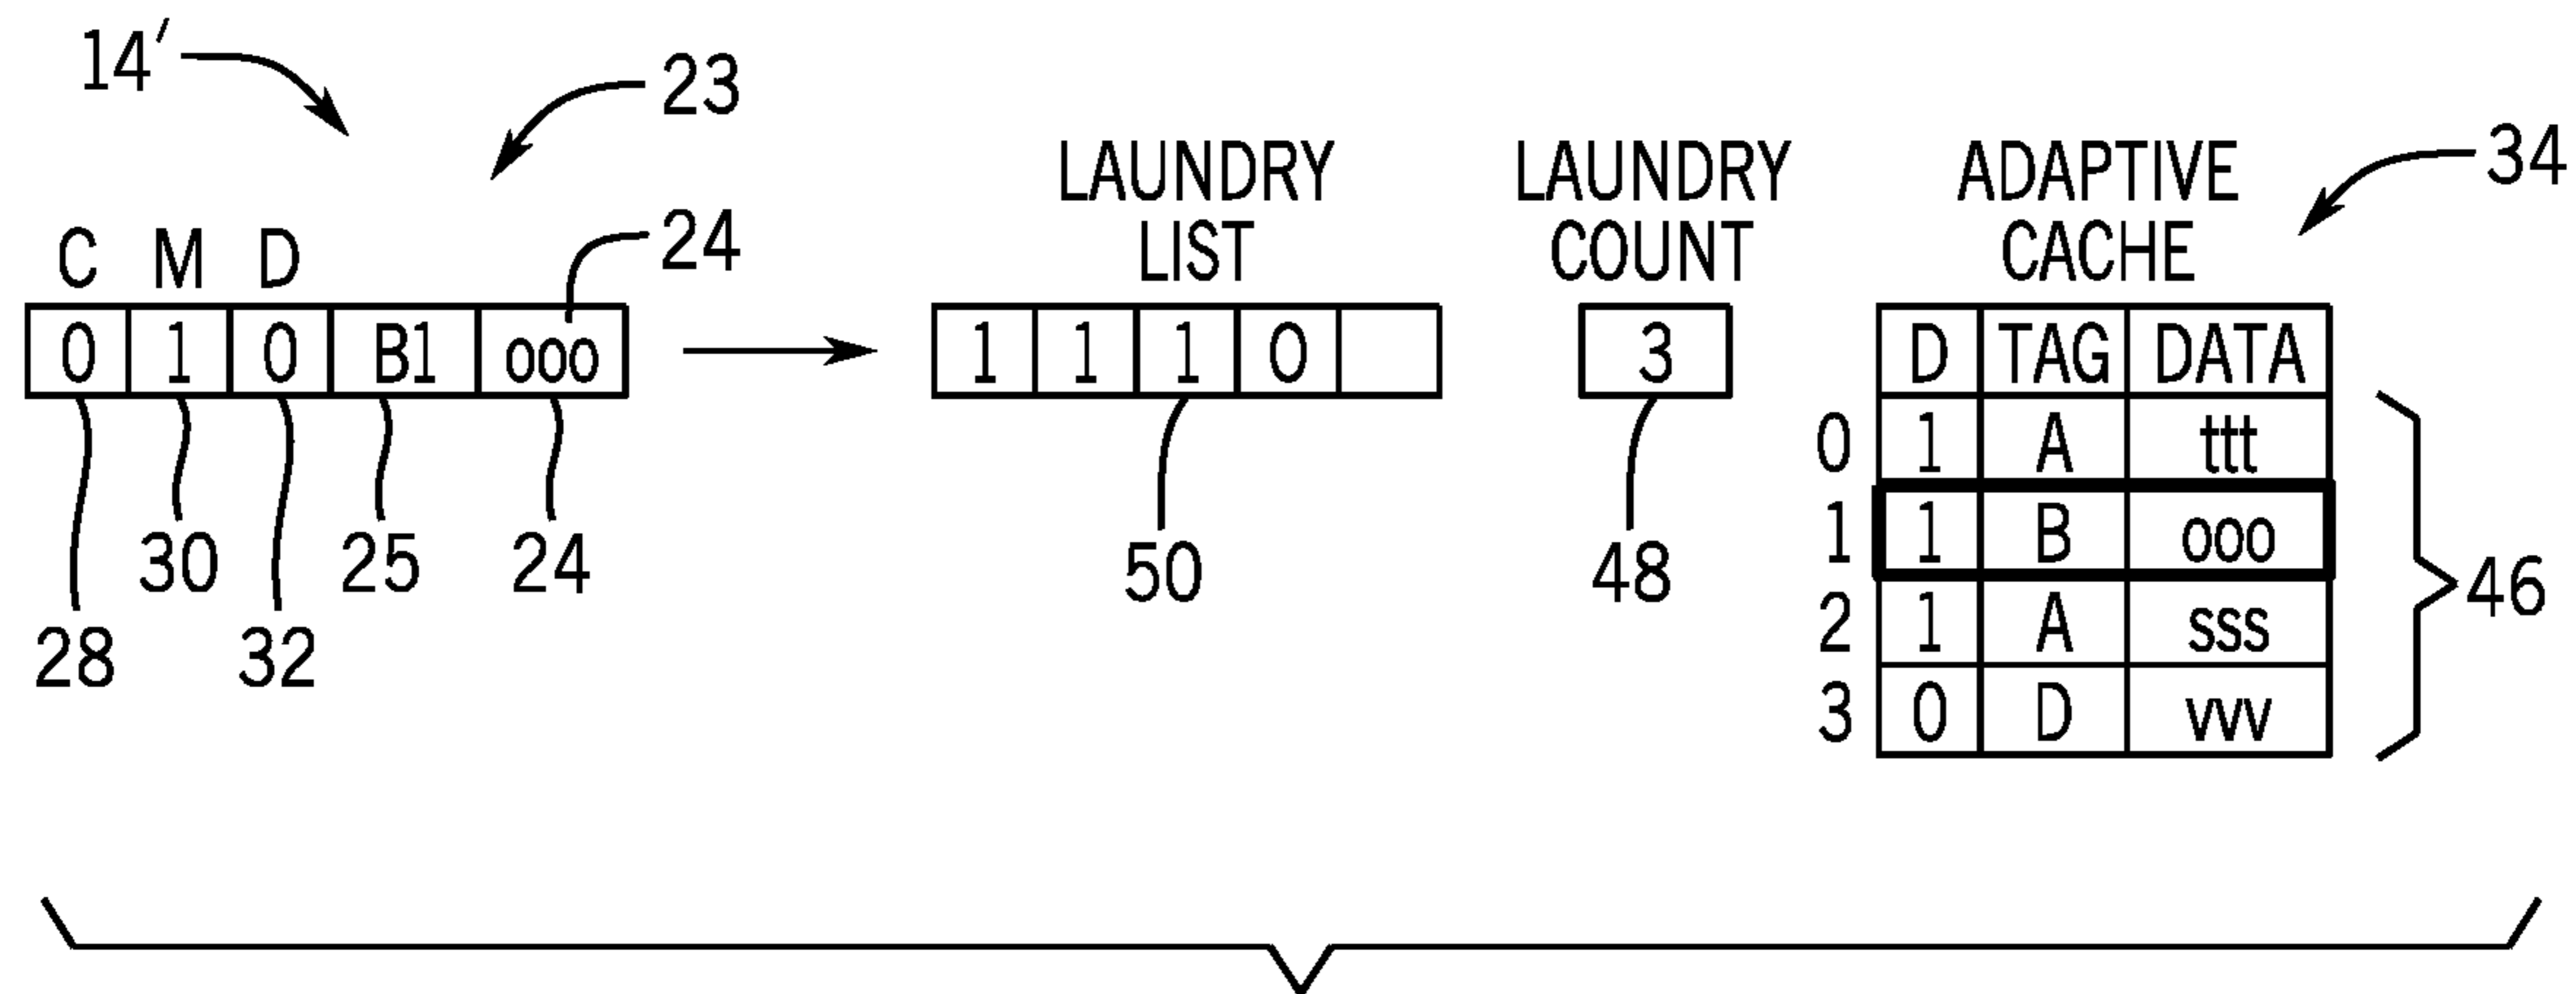 14′
23
34
LAUNDRY LIST
LAUNDRY COUNT
ADAPTIVE CACHE
24
C M D
0 1 0 B1 ooo
1 1 1 0
3
D TAG DATA
0 1 A ttt
1 1 B ooo
2 1 A sss
3 0 D vvv
30 25 24
28 32
50
48
46